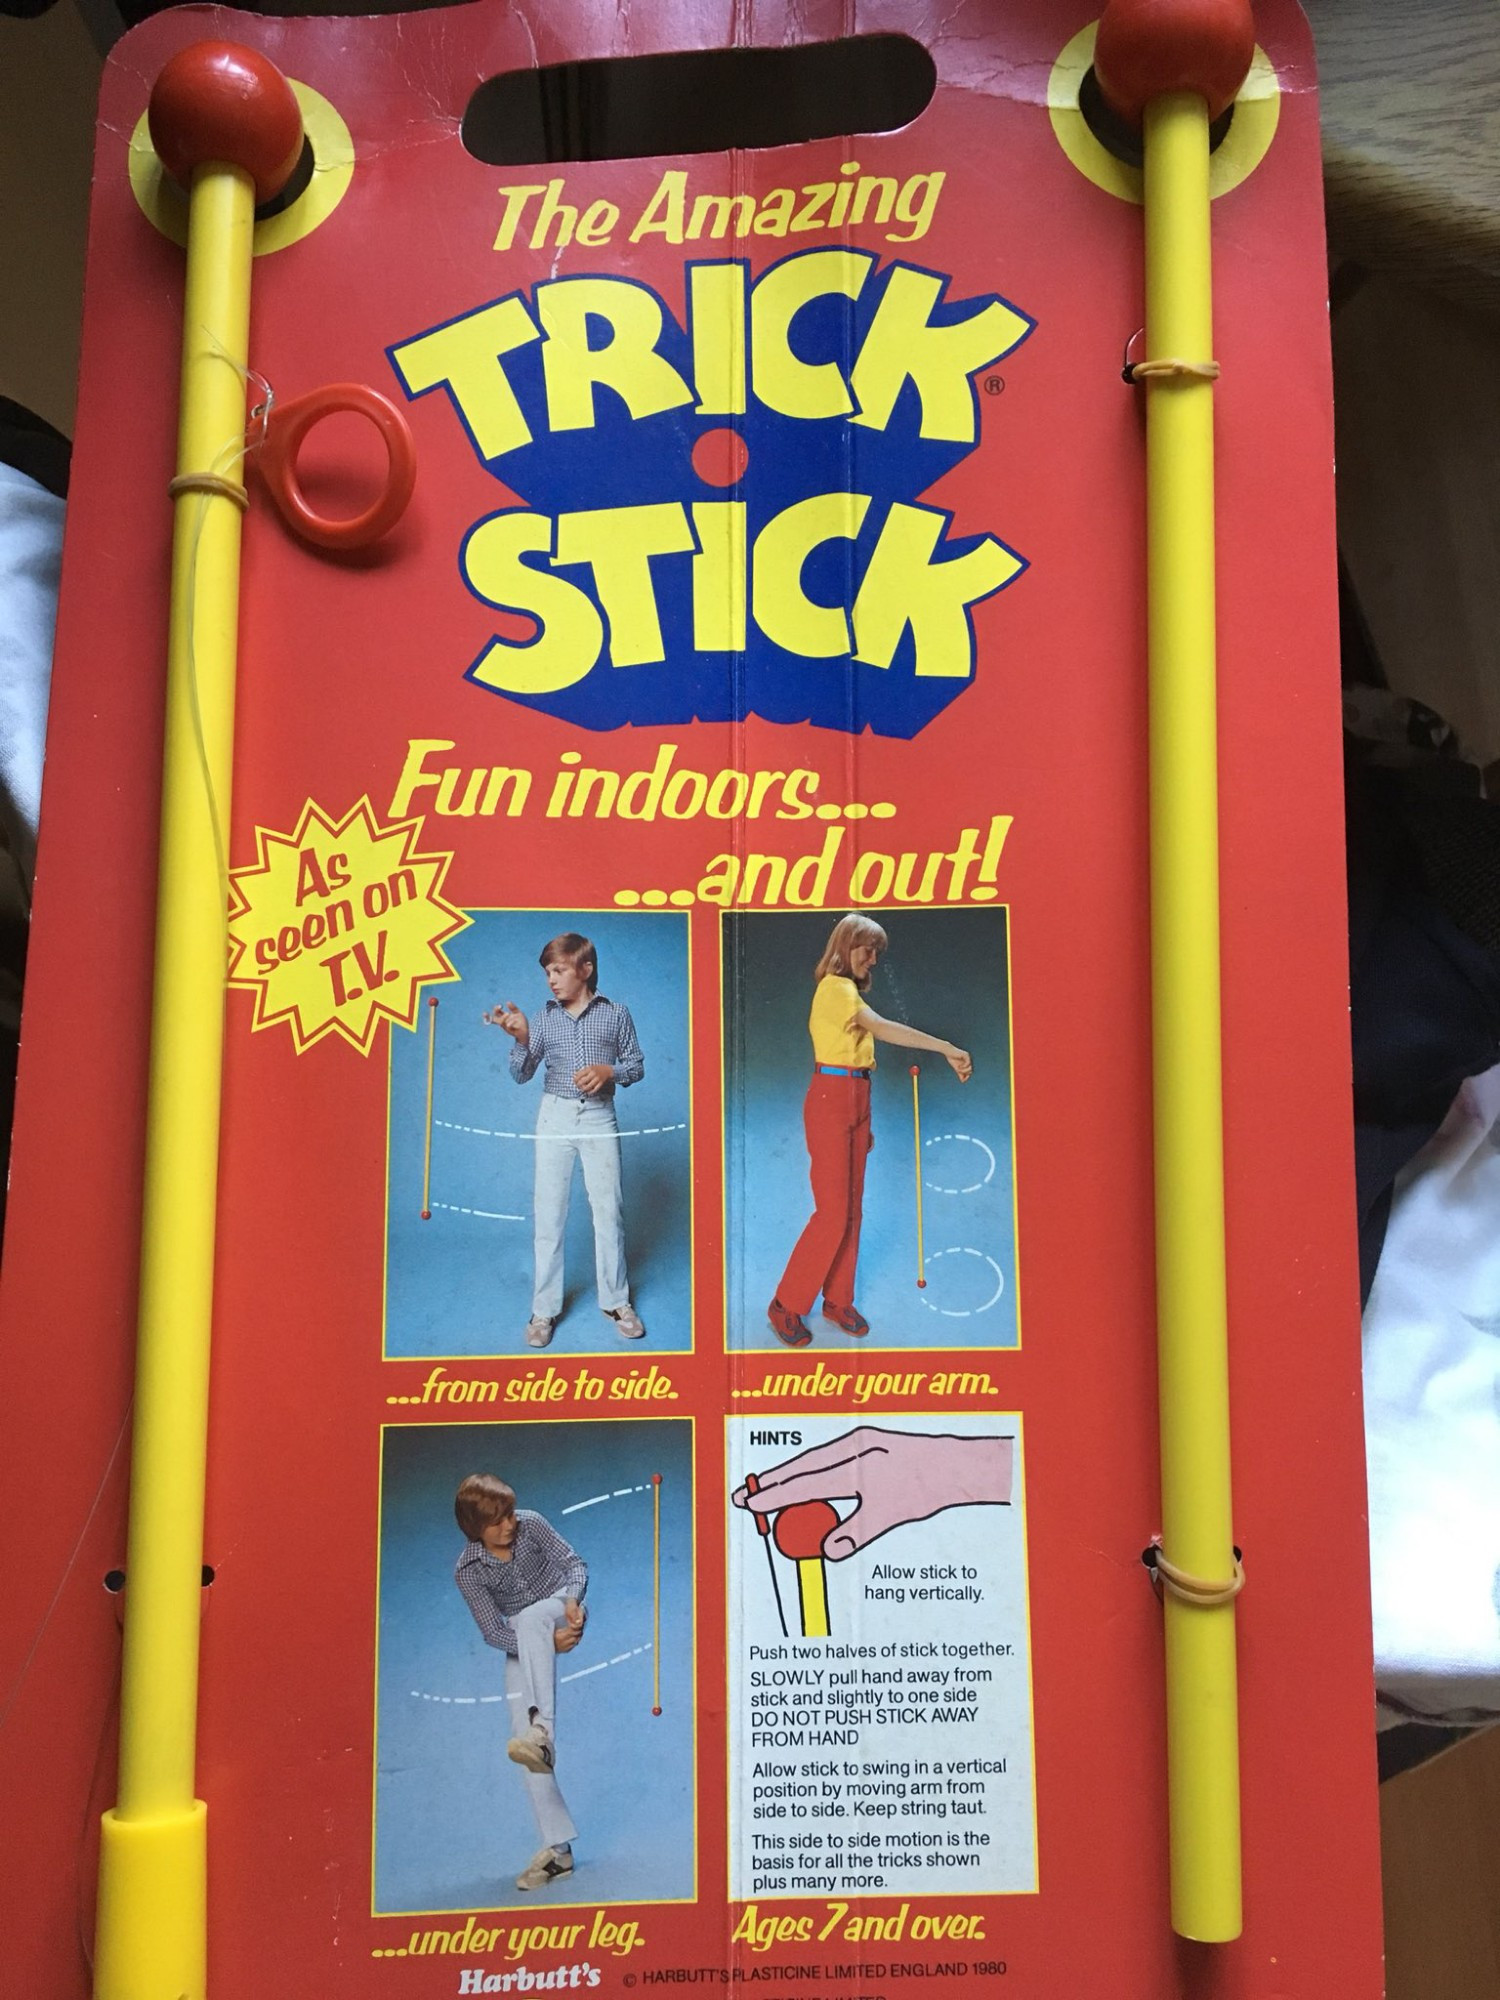 The Amazing
TRICK
®
STICK
Fun indoors...
...and out!
As
seen on
T.V.
...from side to side.
...under your arm.
HINTS
Allow stick to
hang vertically.
Push two halves of stick together.
SLOWLY pull hand away from
stick and slightly to one side
DO NOT PUSH STICK AWAY
FROM HAND
Allow stick to swing in a vertical
position by moving arm from
side to side. Keep string taut.
This side to side motion is the
basis for all the tricks shown
plus many more.
...under your leg.
Ages 7 and over.
Harbutt's © HARBUTT'S PLASTICINE LIMITED ENGLAND 1980